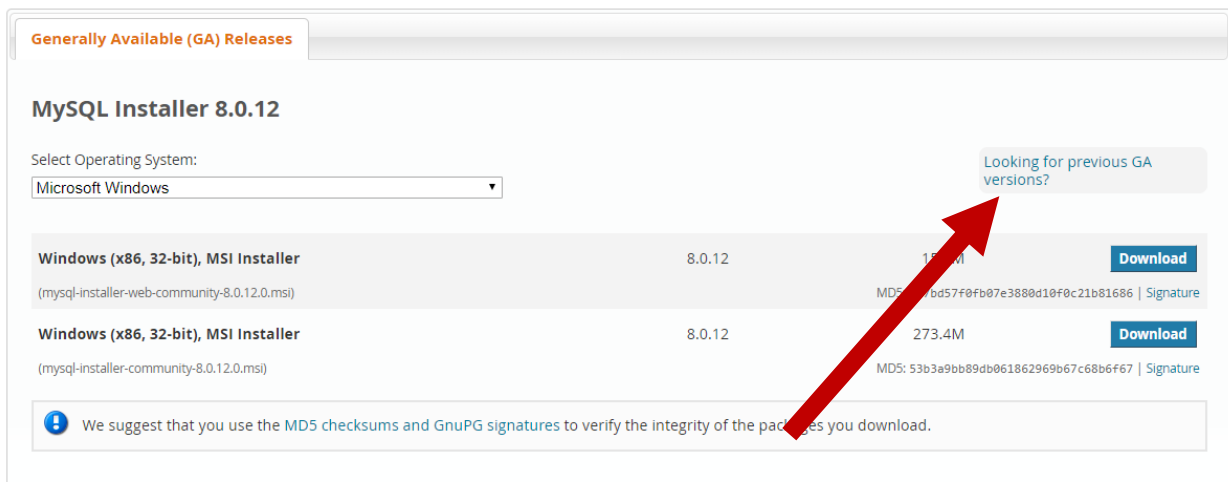 Generally Available (GA) Releases
MySQL Installer 8.0.12
Select Operating System:
Microsoft Windows
Looking for previous GA
versions?
Windows (x86, 32-bit), MSI Installer 8.0.12 Download
(mysql-installer-web-community-8.0.12.0.msi) MD5: | Signature
Windows (x86, 32-bit), MSI Installer 8.0.12 273.4M Download
(mysql-installer-community-8.0.12.0.msi) MD5: 53b3a9bb89db061862969b67c68b6f67 | Signature
We suggest that you use the MD5 checksums and GnuPG signatures to verify the integrity of the packages you download.